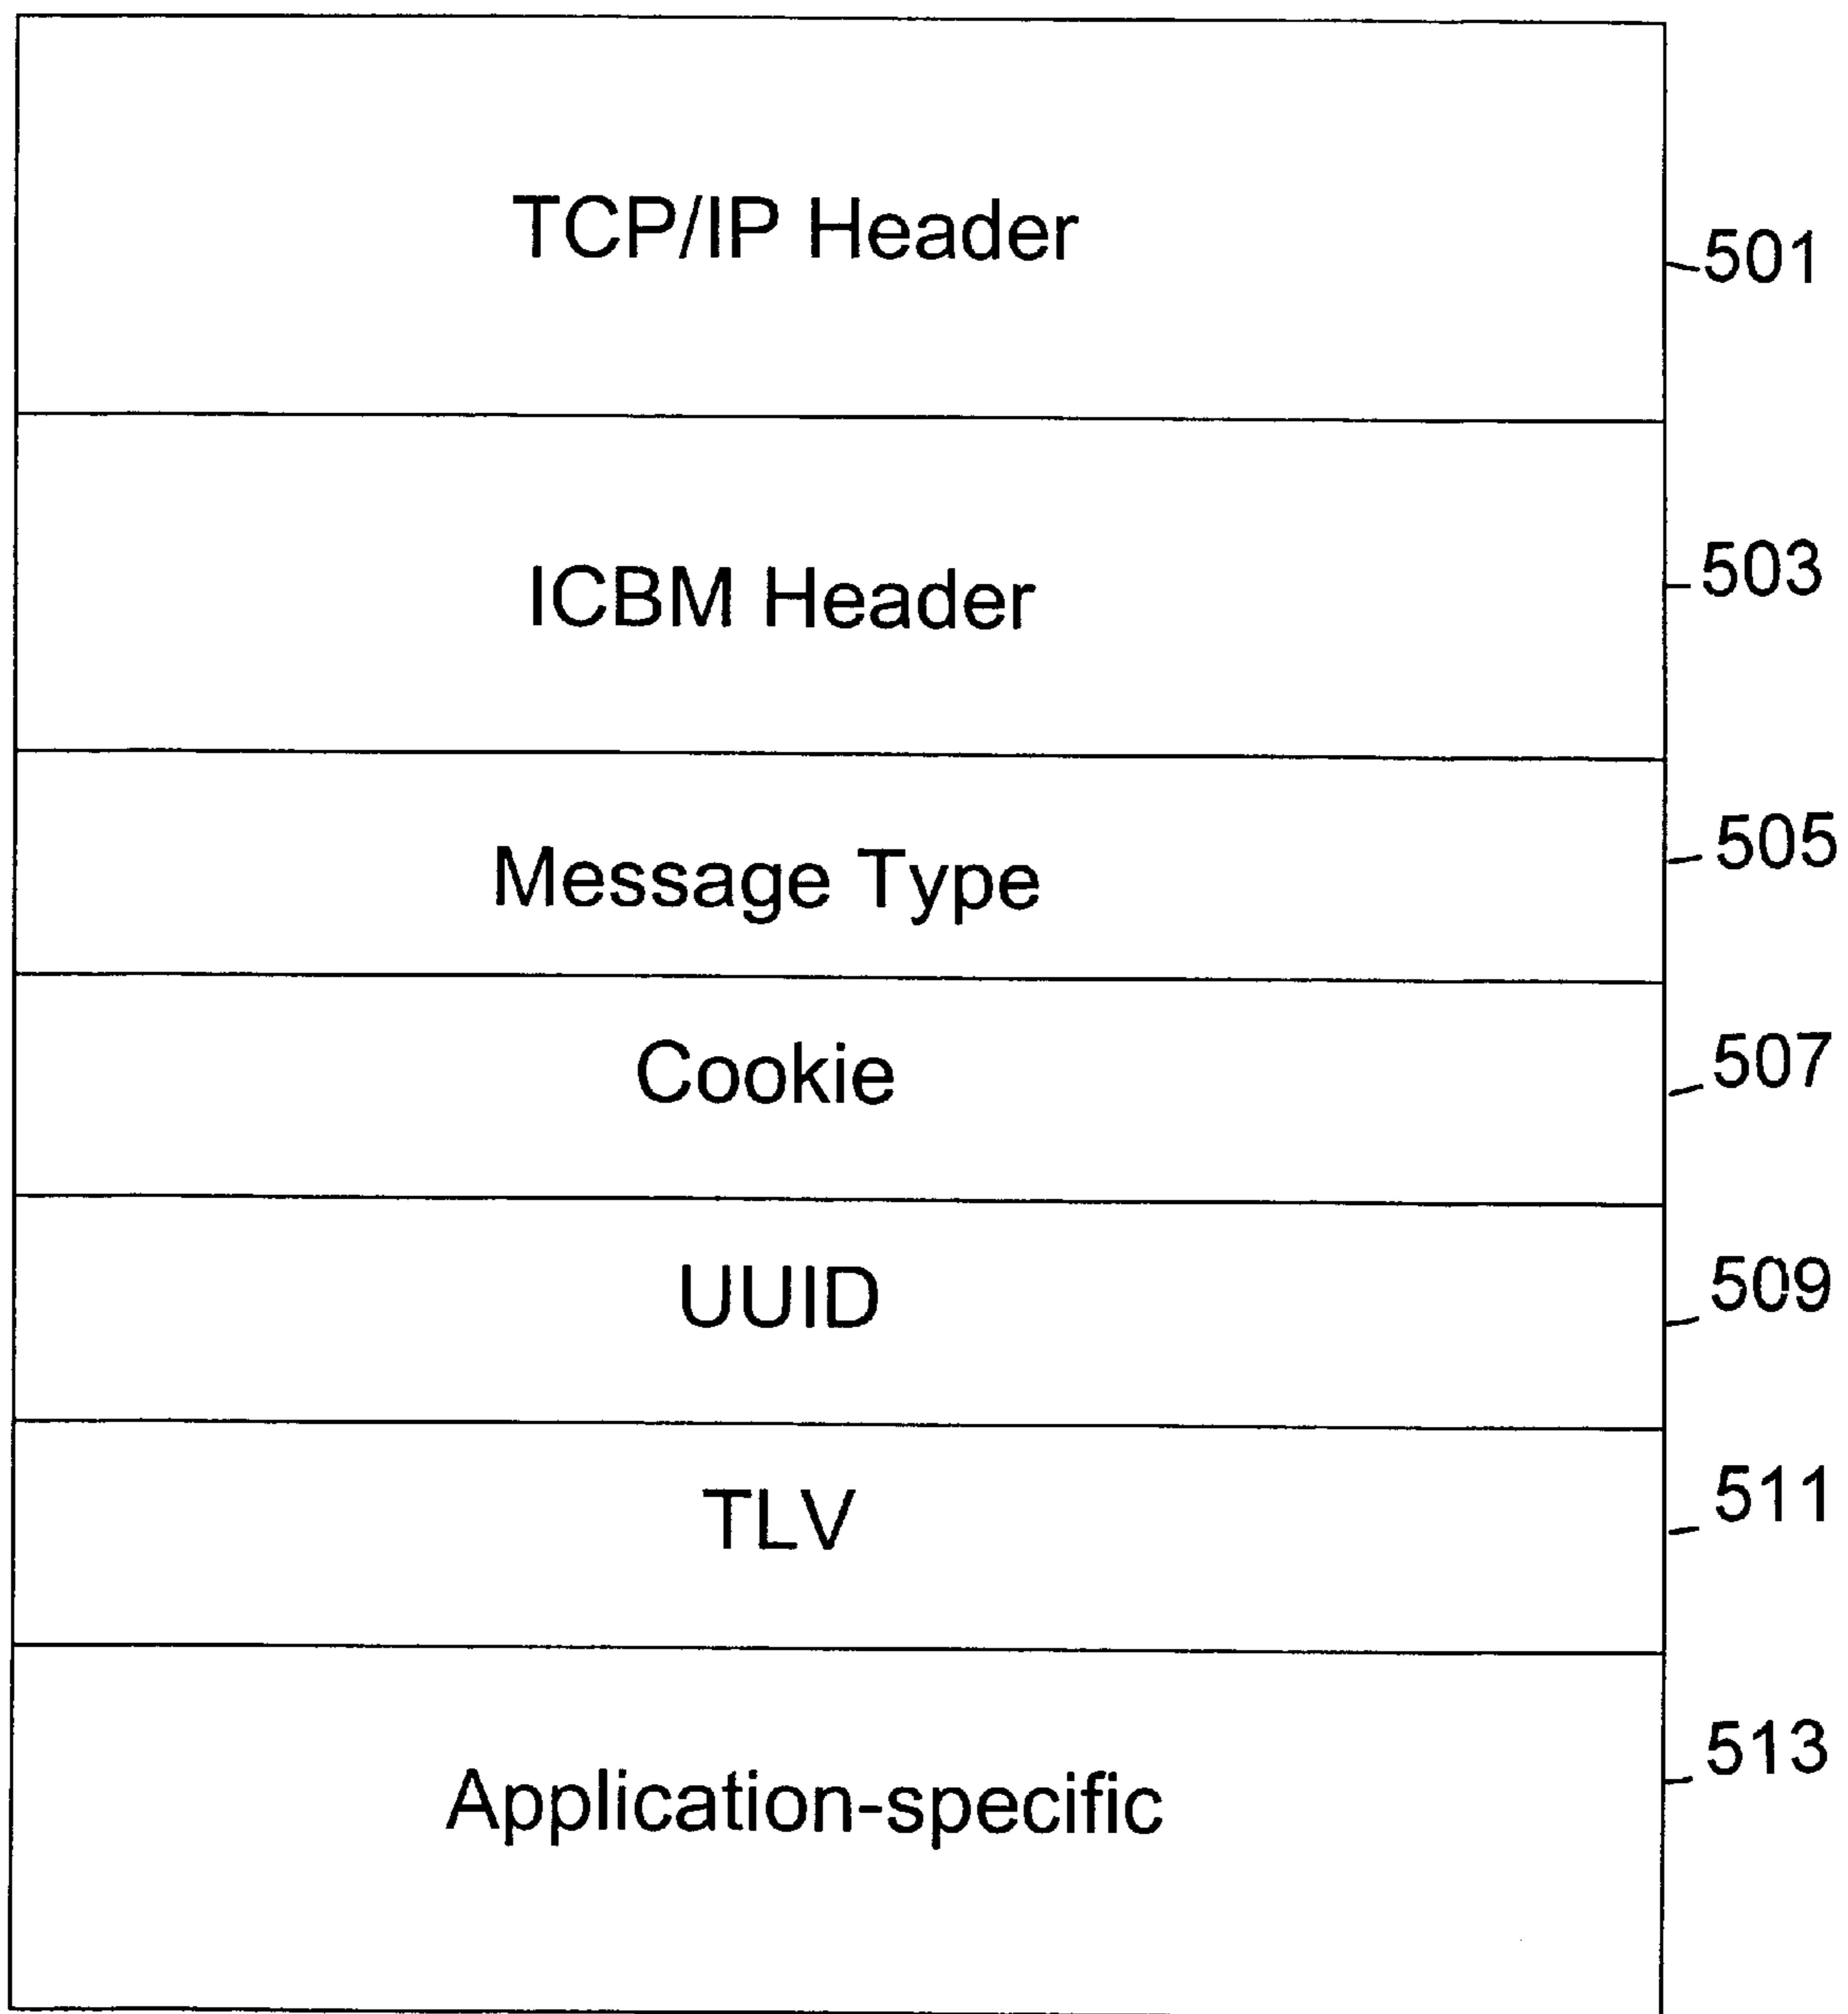 TCP/IP Header
501
ICBM Header
503
Message Type
505
Cookie
507
UUID
509
TLV
511
Application-specific
513